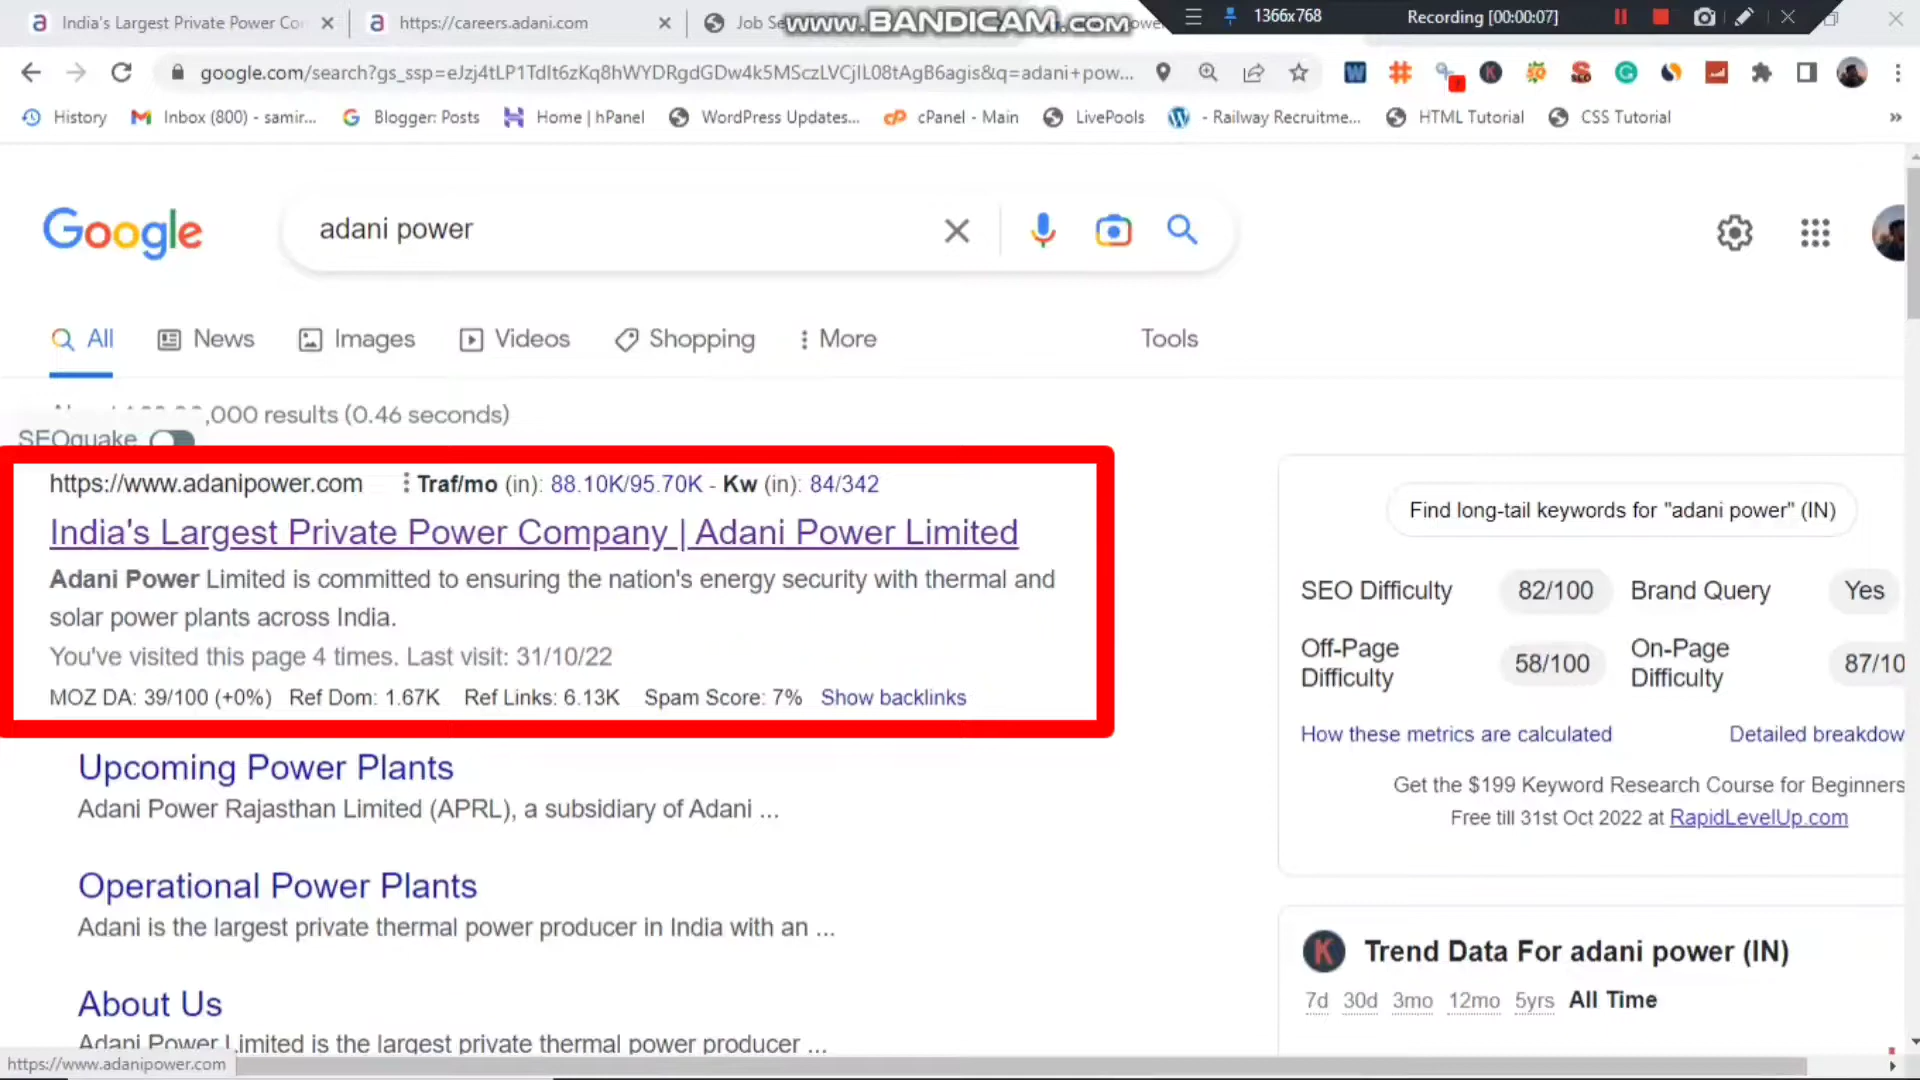 India's Largest Private Power Co
https://careers.adani.com
Job Se
www.BANDICAM.com
1366x768
Recording [00:00:07]
google.com/search?gs_ssp=eJzj4tLP1TdIt6zKq8hWYDRgdGDw4k5MSczLVCjIL08tAgB6agis&q=adani+pow...
History
Inbox (800) - samir...
Blogger: Posts
Home | hPanel
WordPress Updates...
cPanel - Main
LivePools
- Railway Recruitme...
HTML Tutorial
CSS Tutorial
»
Google
adani power
All
News
Images
Videos
Shopping
More
Tools
,000 results (0.46 seconds)
SEOquake
https://www.adanipower.com
Traf/mo (in): 88.10K/95.70K - Kw (in): 84/342
India's Largest Private Power Company | Adani Power Limited
Adani Power Limited is committed to ensuring the nation's energy security with thermal and
solar power plants across India.
You've visited this page 4 times. Last visit: 31/10/22
MOZ DA: 39/100 (+0%) Ref Dom: 1.67K Ref Links: 6.13K Spam Score: 7% Show backlinks
Upcoming Power Plants
Adani Power Rajasthan Limited (APRL), a subsidiary of Adani ...
Operational Power Plants
Adani is the largest private thermal power producer in India with an ...
About Us
Adani Power Limited is the largest private thermal power producer ...
https://www.adanipower.com
Find long-tail keywords for "adani power" (IN)
SEO Difficulty 82/100 Brand Query Yes
Off-Page Difficulty 58/100 On-Page Difficulty 87/10
How these metrics are calculated
Detailed breakdow
Get the $199 Keyword Research Course for Beginners
Free till 31st Oct 2022 at RapidLevelUp.com
K
Trend Data For adani power (IN)
7d 30d 3mo 12mo 5yrs All Time